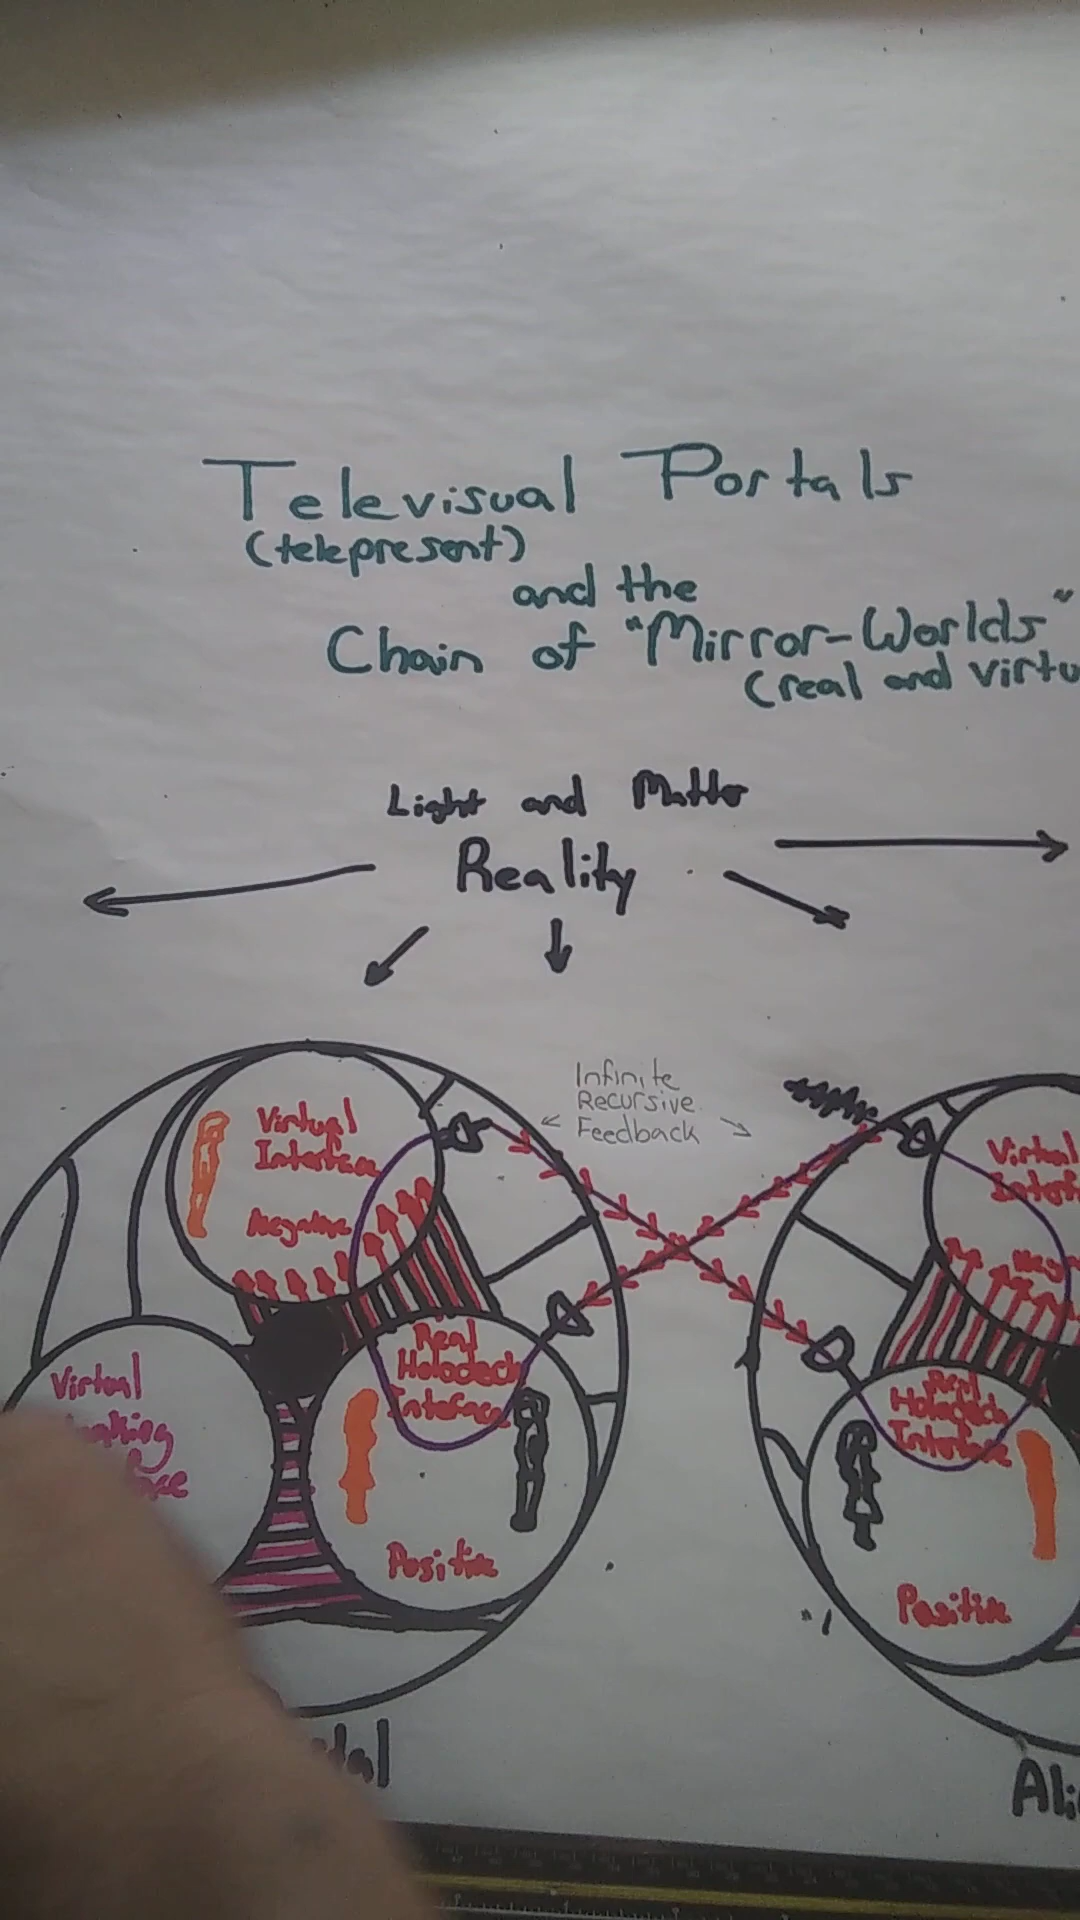 Televisual Portals
(telepresent)
and the
Chain of "Mirror-Worlds"
(real and virtu
Light and Matter
Reality
Infinite
Recursive
Feedback
Virtual
Interface
Negative
Virtual
Real
Holodeck
Interface
Positive
Virtual
Real
Holodeck
Interface
Positive